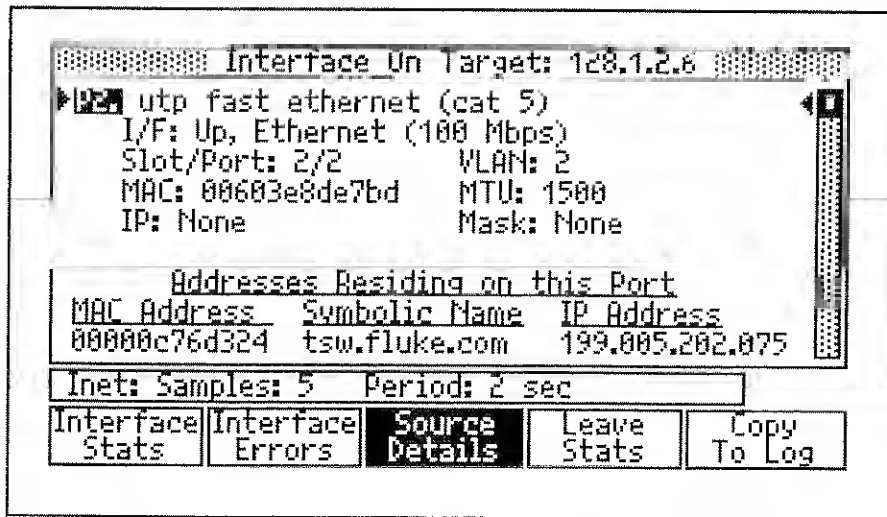 Interface On Target: 128.1.2.6
utp fast ethernet (cat 5)
I/F: Up, Ethernet (100 Mbps)
Slot/Port: 2/2 VLAN: 2
MAC: 00603e8de7bd MTU: 1500
IP: None Mask: None
Addresses Residing on this Port
MAC Address Symbolic Name IP Address
00000c76d324 tsw.fluke.com 199.005.202.075
Inet: Samples: 5 Period: 2 sec
Interface Stats
Interface Errors
Source Details
Leave Stats
Copy To Log